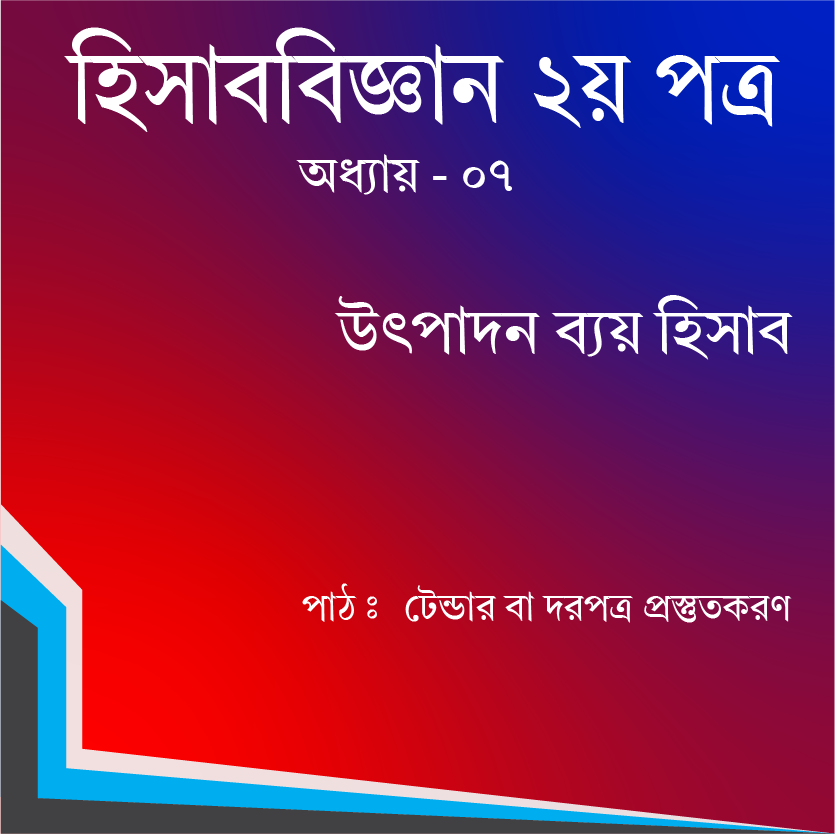 হিসাববিজ্ঞান ২য় পত্র
অধ্যায় - ০৭
উৎপাদন ব্যয় হিসাব
পাঠ ঃ টেন্ডার বা দরপত্র প্রস্তুতকরণ